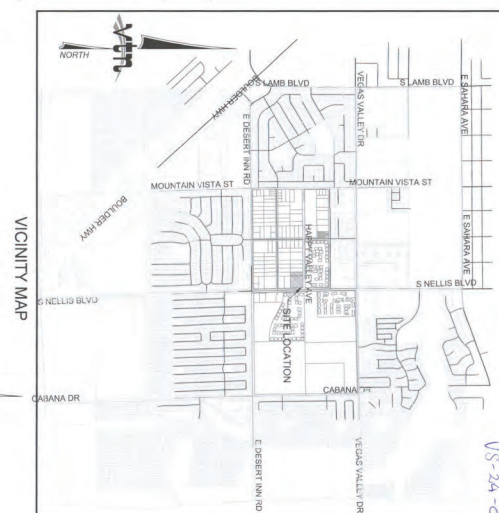 vtn
NORTH
S LAMB BLVD
S LAMB BLVD
BOULDER HWY
E DESERT INN RD
VEGAS VALLEY DR
E SAHARA AVE
MOUNTAIN VISTA ST
MOUNTAIN VISTA ST
BOULDER HWY
HAPPY VALLEY AVE
E SAHARA AVE
VICINITY MAP
S NELLIS BLVD
S NELLIS BLVD
SITE LOCATION
CABANA DR
CABANA DR
E DESERT INN RD
VEGAS VALLEY DR